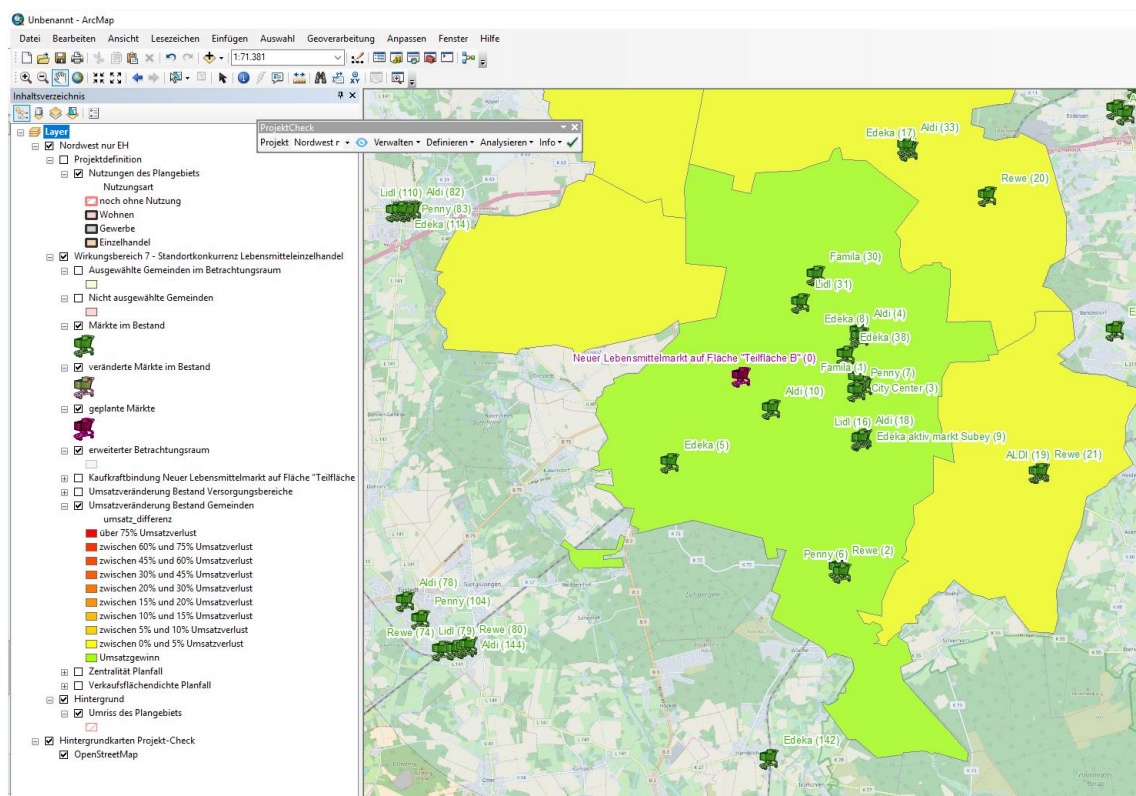 Unbenannt - ArcMap
Datei Bearbeiten Ansicht Lesezeichen Einfügen Auswahl Geoverarbeitung Anpassen Fenster Hilfe
1:71.381
Inhaltsverzeichnis
Layer
Nordwest nur EH
Projektdefinition
Nutzungen des Plangebiets
Nutzungsart
noch ohne Nutzung
Wohnen
Gewerbe
Einzelhandel
Wirkungsbereich 7 - Standortkonkurrenz Lebensmitteleinzelhandel
Ausgewählte Gemeinden im Betrachtungsraum
Nicht ausgewählte Gemeinden
Märkte im Bestand
veränderte Märkte im Bestand
geplante Märkte
erweiterter Betrachtungsraum
Kaufkraftbindung Neuer Lebensmittelmarkt auf Fläche "Teilfläche
Umsatzveränderung Bestand Versorgungsbereiche
Umsatzveränderung Bestand Gemeinden
umsatz_differenz
über 75% Umsatzverlust
zwischen 60% und 75% Umsatzverlust
zwischen 45% und 60% Umsatzverlust
zwischen 30% und 45% Umsatzverlust
zwischen 20% und 30% Umsatzverlust
zwischen 15% und 20% Umsatzverlust
zwischen 10% und 15% Umsatzverlust
zwischen 5% und 10% Umsatzverlust
zwischen 0% und 5% Umsatzverlust
Umsatzgewinn
Zentralität Planfall
Verkaufsflächendichte Planfall
Hintergrund
Umriss des Plangebiets
Hintergrundkarten Projekt-Check
OpenStreetMap
ProjektCheck
Projekt Nordwest r Verwalten Definieren Analysieren Info
Edeka (17) Aldi (33)
Rewe (20)
Lidl (110) Aldi (82)
Penny (83)
Edeka (114)
Famila (30)
Lidl (31)
Edeka (8) Aldi (4)
Edeka (38)
Neuer Lebensmittelmarkt auf Fläche "Teilfläche B" (0)
Famila (1) Penny (7)
City Center (3)
Aldi (10)
Lidl (16) Aldi (18)
Edeka aktiv markt Subey (9)
Edeka (5)
ALDI (19) Rewe (21)
Penny (6) Rewe (2)
Aldi (78)
Penny (104)
Rewe (74) Lidl (79) Rewe (80)
Aldi (144)
Edeka (142)